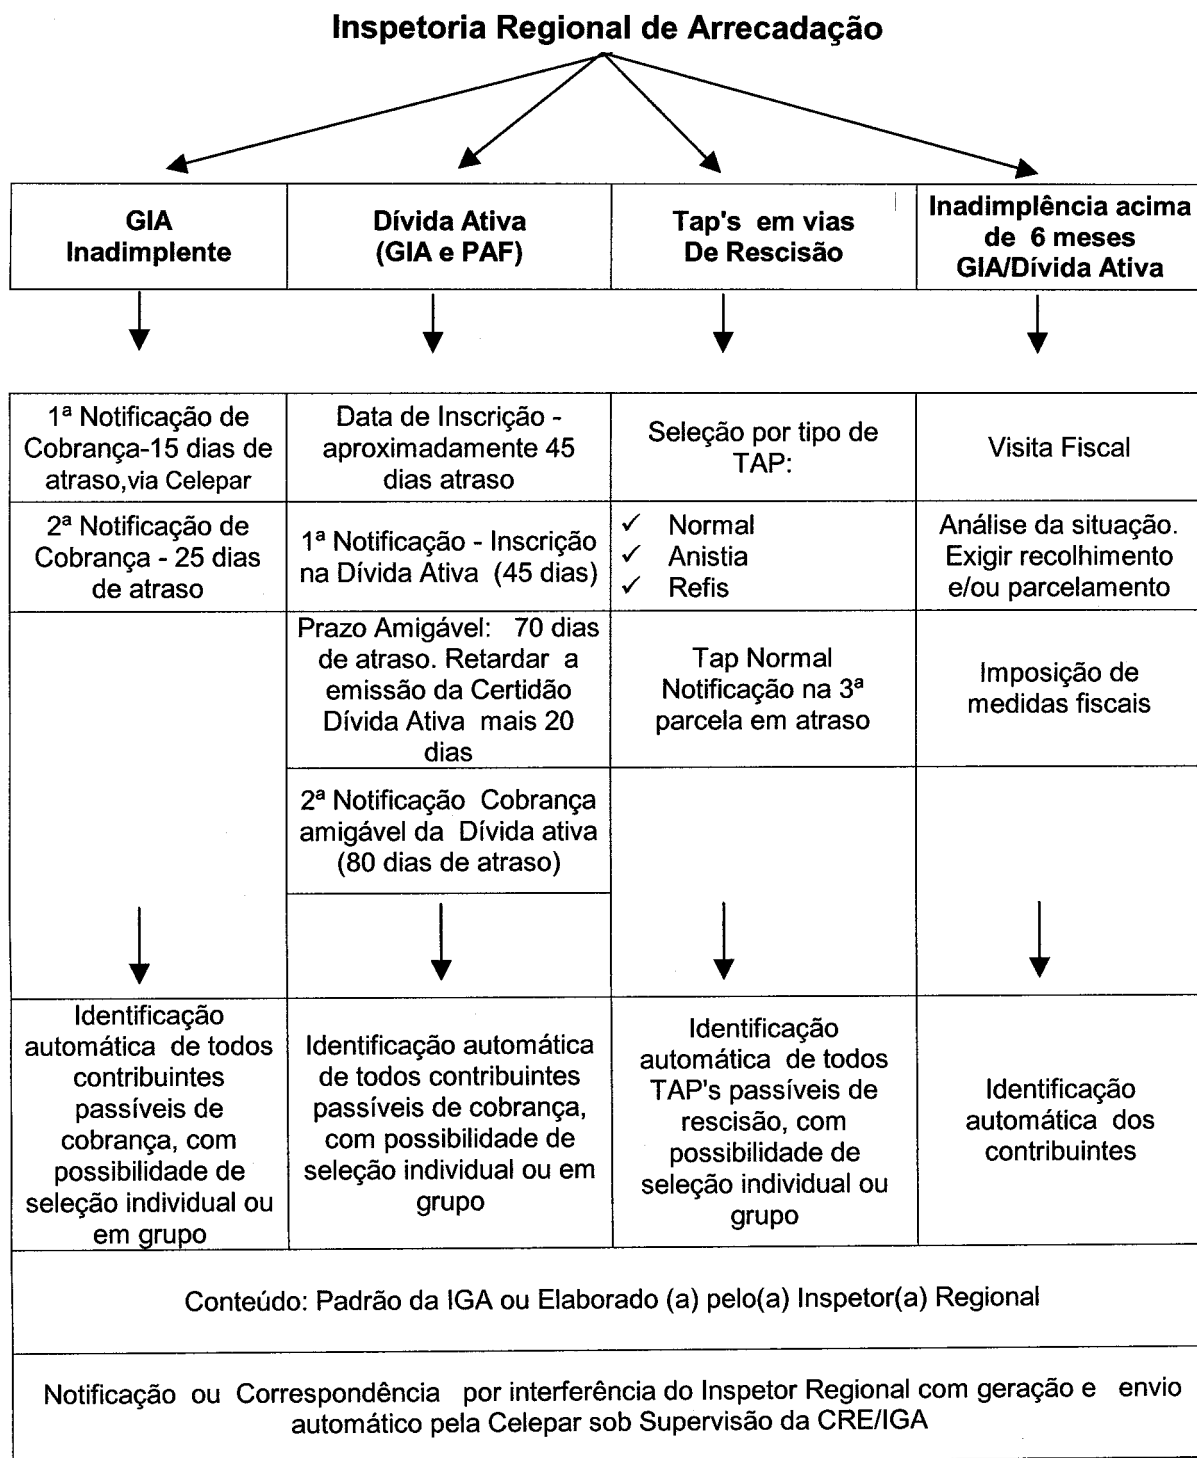 Inspetoria Regional de Arrecadação
GIA
Inadimplente
Dívida Ativa
(GIA e PAF)
Tap's em vias
De Rescisão
Inadimplência acima
de 6 meses
GIA/Dívida Ativa
1ª Notificação de
Cobrança-15 dias de
atraso,via Celepar
Data de Inscrição -
aproximadamente 45
dias atraso
Seleção por tipo de
TAP:
Visita Fiscal
2ª Notificação de
Cobrança - 25 dias
de atraso
1ª Notificação - Inscrição
na Dívida Ativa (45 dias)
✓ Normal
✓ Anistia
✓ Refis
Análise da situação.
Exigir recolhimento
e/ou parcelamento
Prazo Amigável: 70 dias
de atraso. Retardar a
emissão da Certidão
Dívida Ativa mais 20
dias
Tap Normal
Notificação na 3ª
parcela em atraso
Imposição de
medidas fiscais
2ª Notificação Cobrança
amigável da Dívida ativa
(80 dias de atraso)
Identificação
automática de todos
contribuintes
passíveis de
cobrança, com
possibilidade de
seleção individual ou
em grupo
Identificação automática
de todos contribuintes
passíveis de cobrança,
com possibilidade de
seleção individual ou em
grupo
Identificação
automática de todos
TAP's passíveis de
rescisão, com
possibilidade de
seleção individual ou
grupo
Identificação
automática dos
contribuintes
Conteúdo: Padrão da IGA ou Elaborado (a) pelo(a) Inspetor(a) Regional
Notificação ou Correspondência por interferência do Inspetor Regional com geração e envio
automático pela Celepar sob Supervisão da CRE/IGA